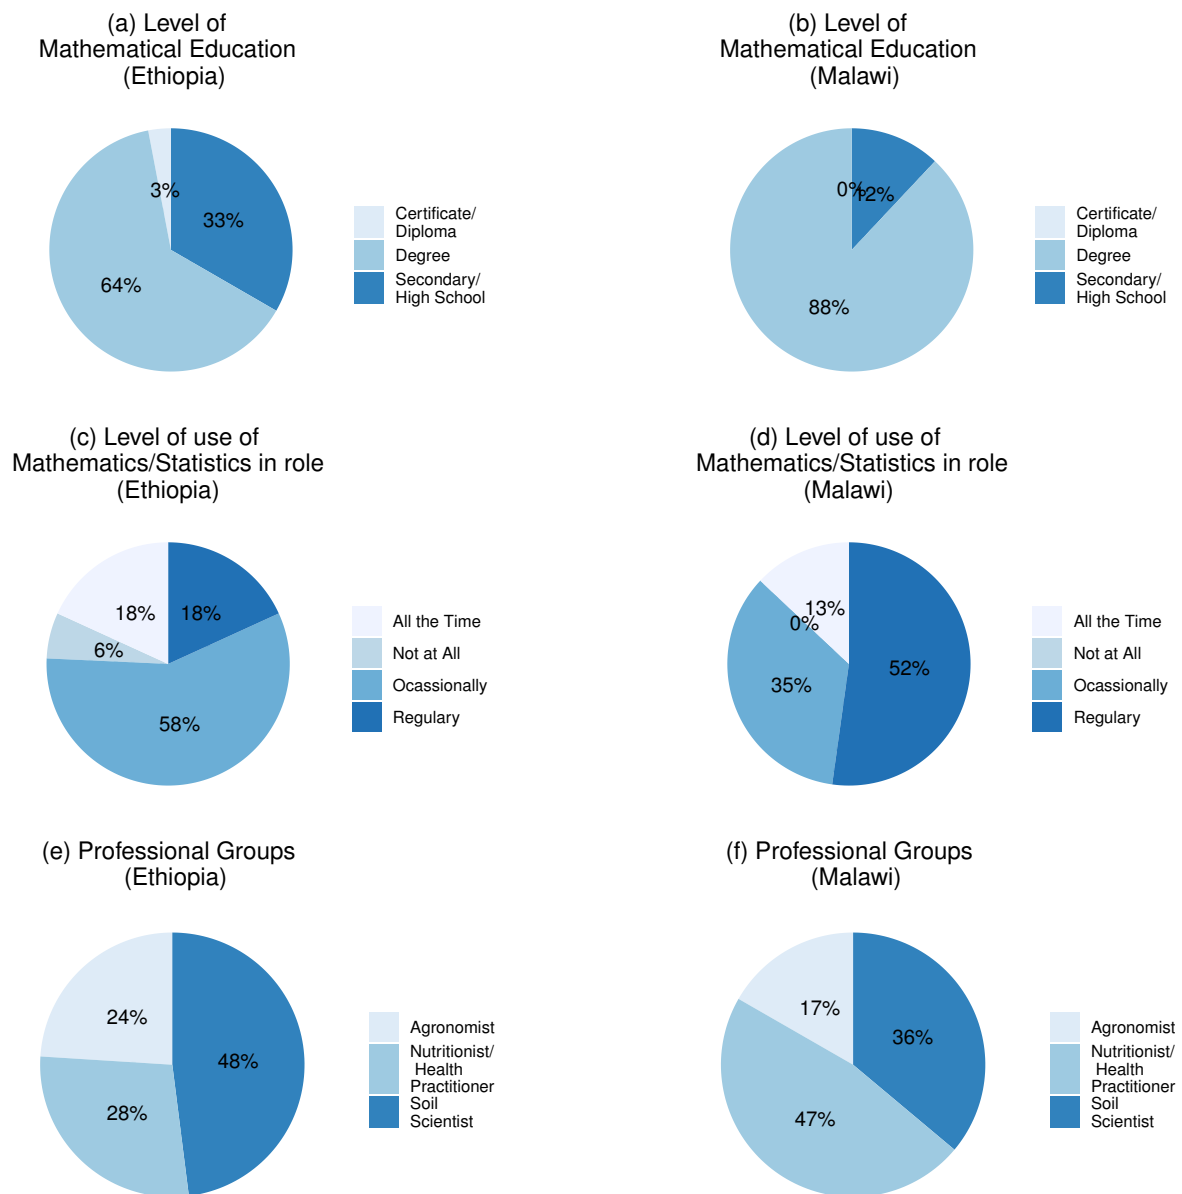 (a) Level of
Mathematical Education
(Ethiopia)
3%
33%
64%
Certificate/
Diploma
Degree
Secondary/
High School
(b) Level of
Mathematical Education
(Malawi)
0%
12%
88%
Certificate/
Diploma
Degree
Secondary/
High School
(c) Level of use of
Mathematics/Statistics in role
(Ethiopia)
18%
18%
6%
58%
All the Time
Not at All
Ocassionally
Regulary
(d) Level of use of
Mathematics/Statistics in role
(Malawi)
13%
0%
52%
35%
All the Time
Not at All
Ocassionally
Regulary
(e) Professional Groups
(Ethiopia)
24%
48%
28%
Agronomist
Nutritionist/
Health
Practitioner
Soil
Scientist
(f) Professional Groups
(Malawi)
17%
36%
47%
Agronomist
Nutritionist/
Health
Practitioner
Soil
Scientist